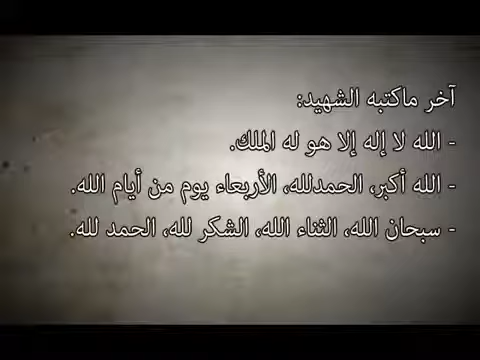 آخر ماكتبه الشهيد:
- الله لا إله إلا هو له الملك.
- الله أكبر، الحمدلله، الأربعاء يوم من أيام الله.
- سبحان الله، الثناء الله، الشكر لله، الحمد لله.